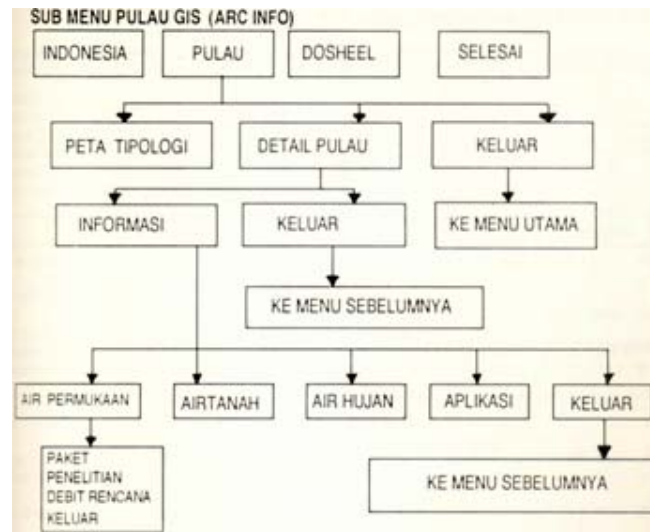 SUB MENU PULAU GIS (ARC INFO)
INDONESIA
PULAU
DOSHEEL
SELESAI
PETA TIPOLOGI
DETAIL PULAU
KELUAR
INFORMASI
KELUAR
KE MENU UTAMA
KE MENU SEBELUMNYA
AIR PERMUKAAN
AIRTANAH
AIR HUJAN
APLIKASI
KELUAR
PAKET
PENELITIAN
DEBIT RENCANA
KELUAR
KE MENU SEBELUMNYA